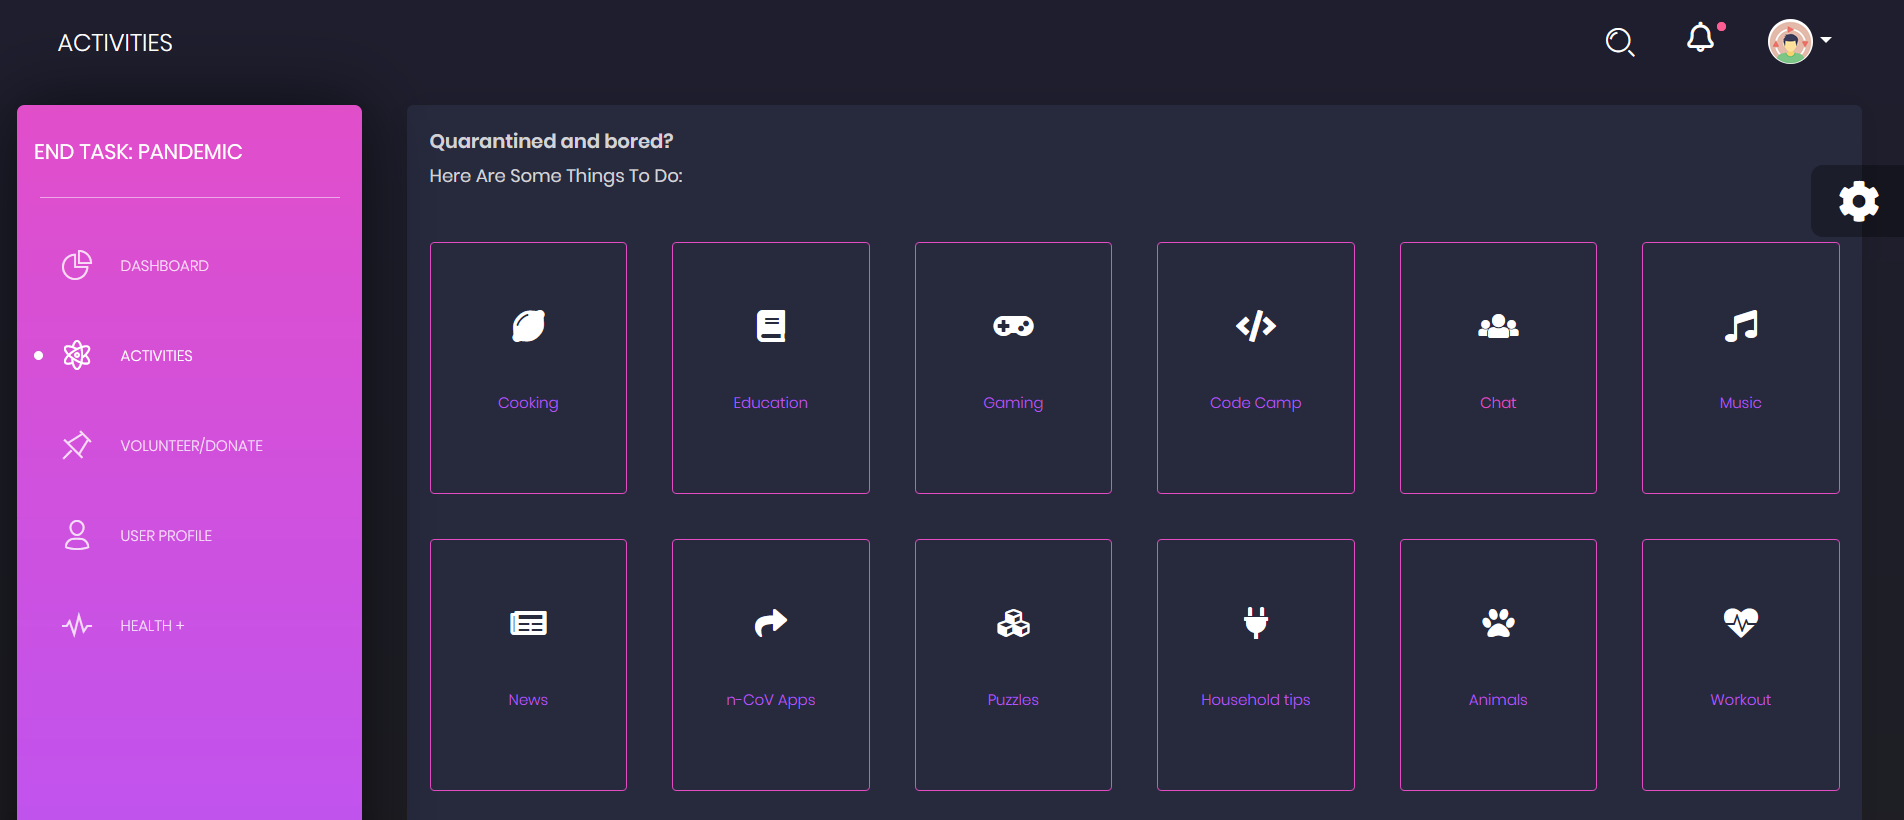 ACTIVITIES
END TASK: PANDEMIC
DASHBOARD
ACTIVITIES
VOLUNTEER/DONATE
USER PROFILE
HEALTH +
Quarantined and bored?
Here Are Some Things To Do:
Cooking
Education
Gaming
Code Camp
Chat
Music
News
n-CoV Apps
Puzzles
Household tips
Animals
Workout